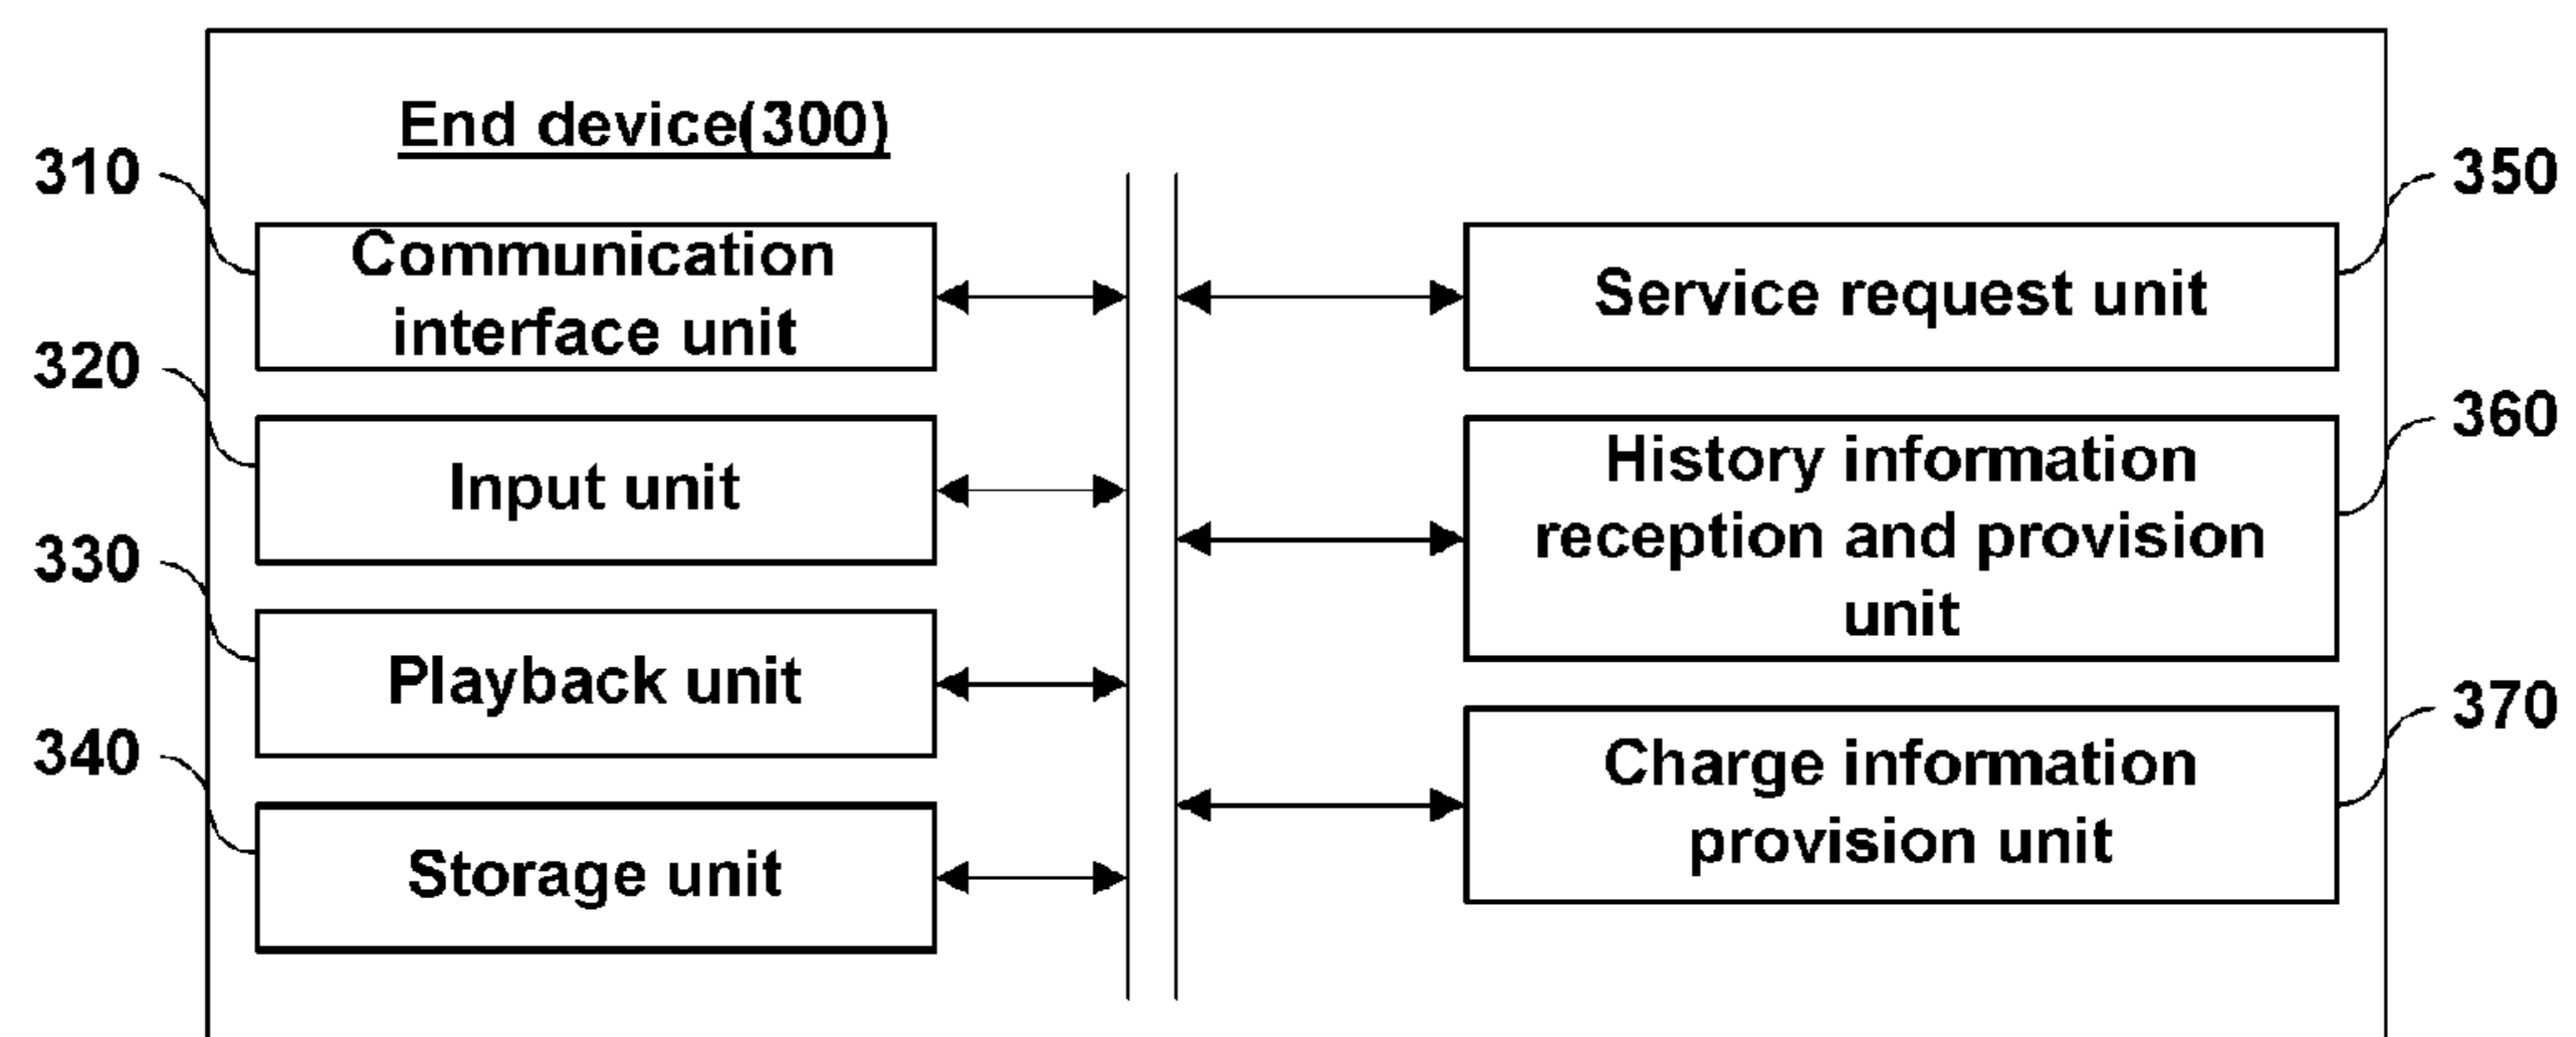 End device(300)
310
Communication
interface unit
320
Input unit
330
Playback unit
340
Storage unit
350
Service request unit
360
History information
reception and provision
unit
370
Charge information
provision unit